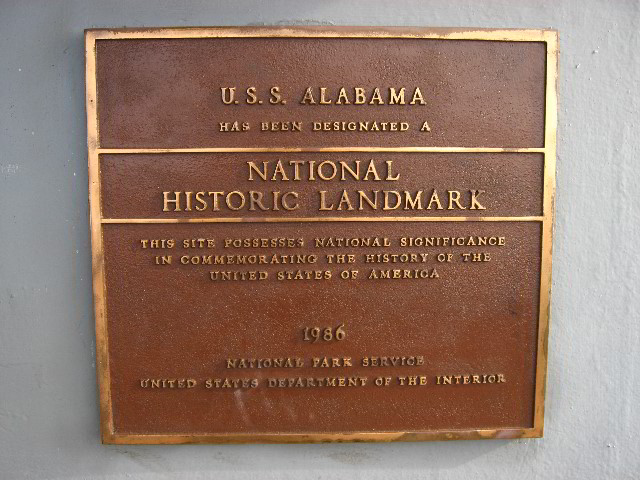 U.S.S. ALABAMA
HAS BEEN DESIGNATED A
NATIONAL
HISTORIC LANDMARK
THIS SITE POSSESSES NATIONAL SIGNIFICANCE
IN COMMEMORATING THE HISTORY OF THE
UNITED STATES OF AMERICA
1986
NATIONAL PARK SERVICE
UNITED STATES DEPARTMENT OF THE INTERIOR